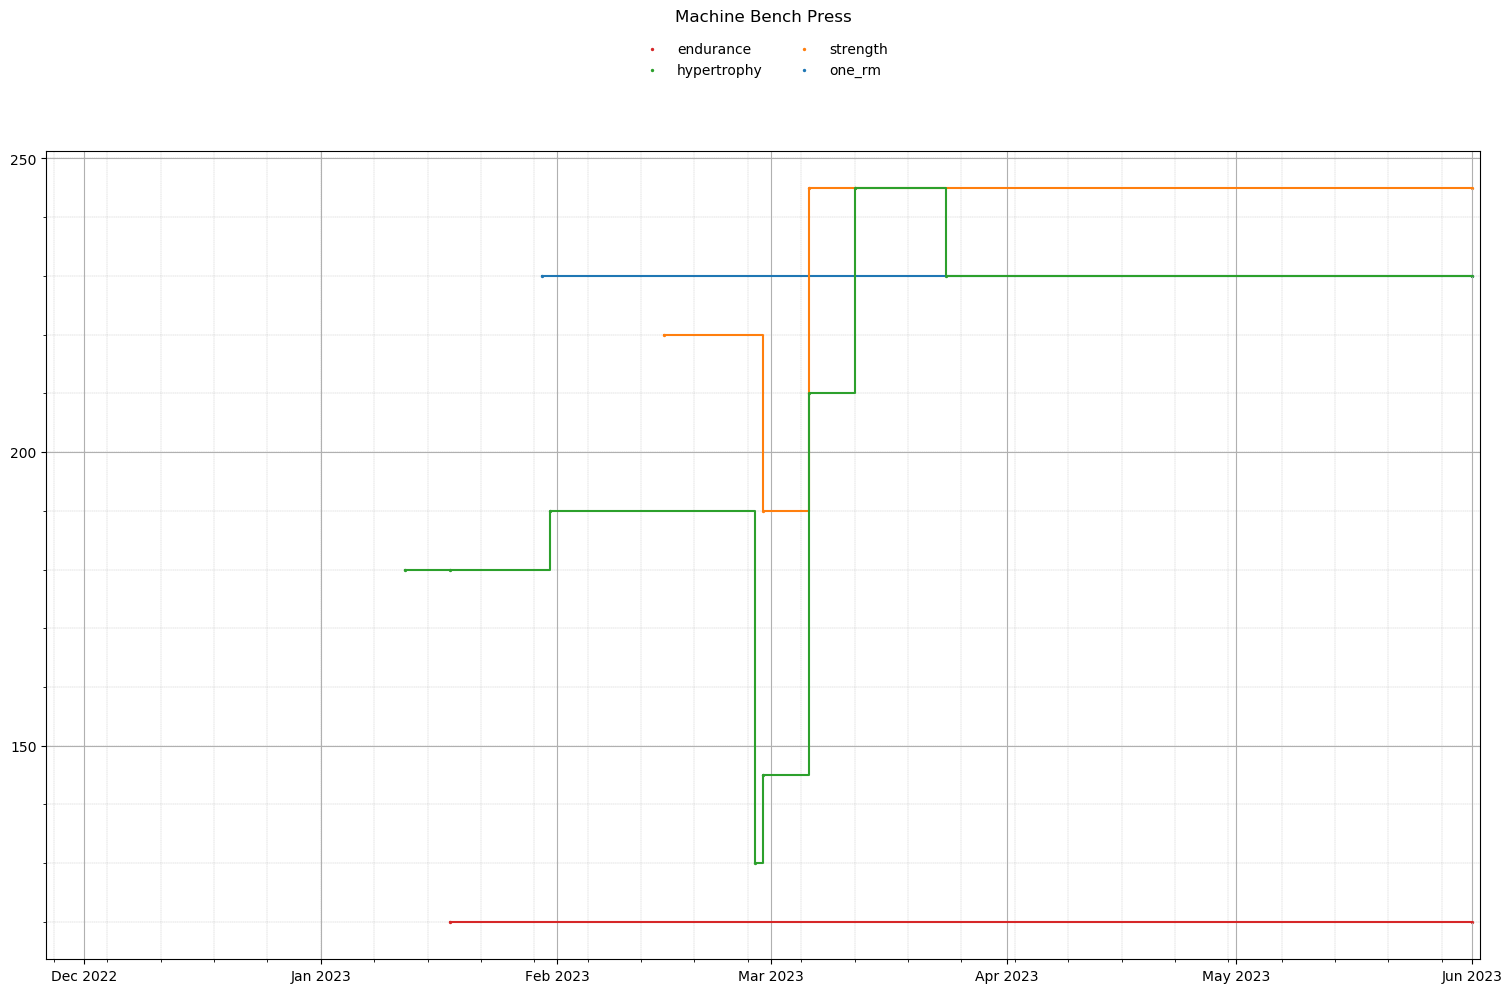 Machine Bench Press
endurance strength
hypertrophy one_rm
250
200
150
Dec 2022 Jan 2023 Feb 2023 Mar 2023 Apr 2023 May 2023 Jun 2023